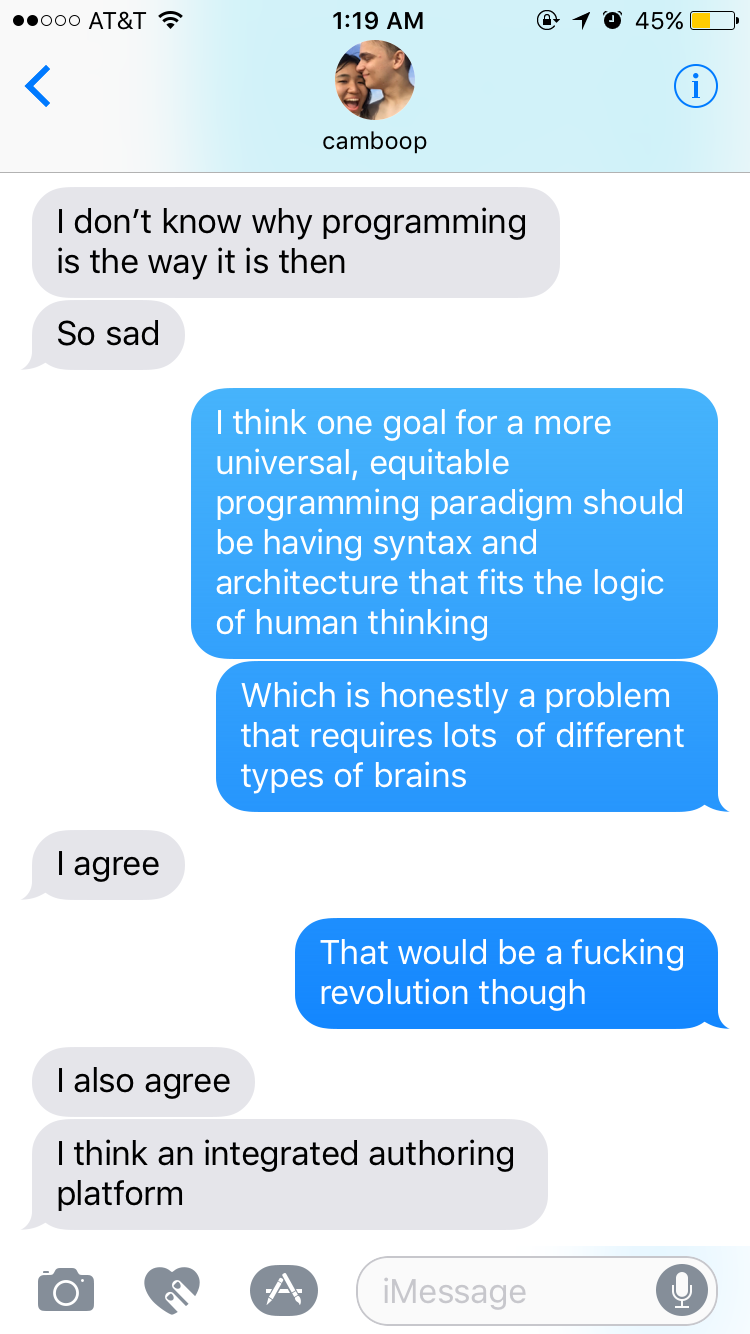 AT&T 1:19 AM 45%
camboop
I don’t know why programming
is the way it is then
So sad
I think one goal for a more
universal, equitable
programming paradigm should
be having syntax and
architecture that fits the logic
of human thinking
Which is honestly a problem
that requires lots  of different
types of brains
I agree
That would be a fucking
revolution though
I also agree
I think an integrated authoring
platform
iMessage